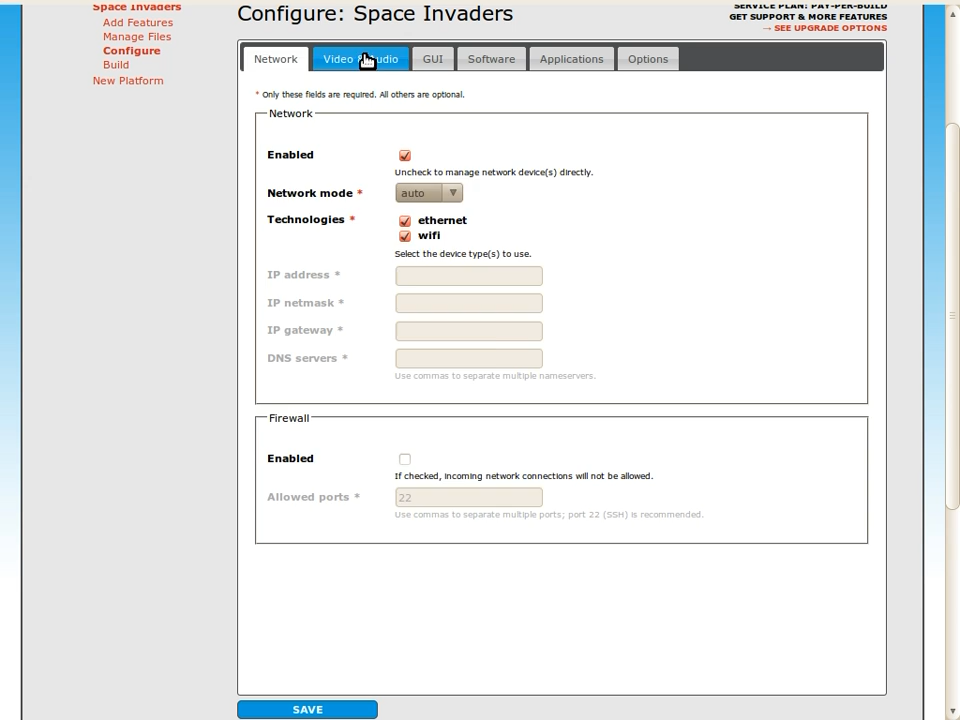 Space Invaders
Add Features
Manage Files
Configure
Build
New Platform
Configure: Space Invaders
SERVICE PLAN: PAY-PER-BUILD
GET SUPPORT & MORE FEATURES
→ SEE UPGRADE OPTIONS
Network
Video
GUI
Software
Applications
Options
* Only these fields are required. All others are optional.
Network
Enabled
Uncheck to manage network device(s) directly.
Network mode *
auto
Technologies *
ethernet
wifi
Select the device type(s) to use.
IP address *
IP netmask *
IP gateway *
DNS servers *
Use commas to separate multiple nameservers.
Firewall
Enabled
If checked, incoming network connections will not be allowed.
Allowed ports *
22
Use commas to separate multiple ports; port 22 (SSH) is recommended.
SAVE